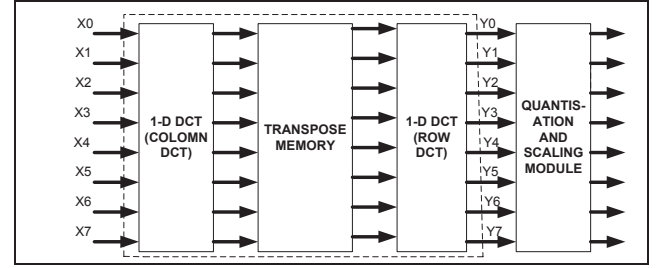 X0
X1
X2
X3
X4
X5
X6
X7
1-D DCT
(COLOMN
DCT)
TRANSPOSE
MEMORY
1-D DCT
(ROW
DCT)
Y0
Y1
Y2
Y3
Y4
Y5
Y6
Y7
QUANTIS-
ATION
AND
SCALING
MODULE